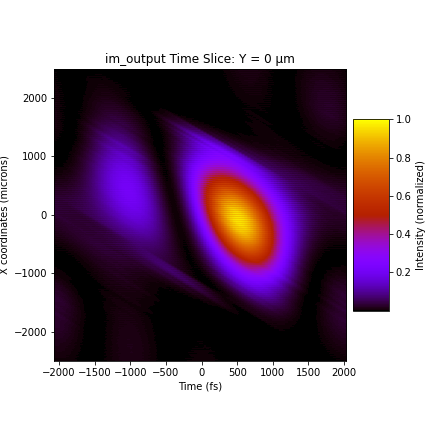 im_output Time Slice: Y = 0 μm
X coordinates (microns)
2000
1000
0
−1000
−2000
−2000 −1500 −1000 −500 0 500 1000 1500 2000
Time (fs)
1.0
0.8
0.6
0.4
0.2
Intensity (normalized)